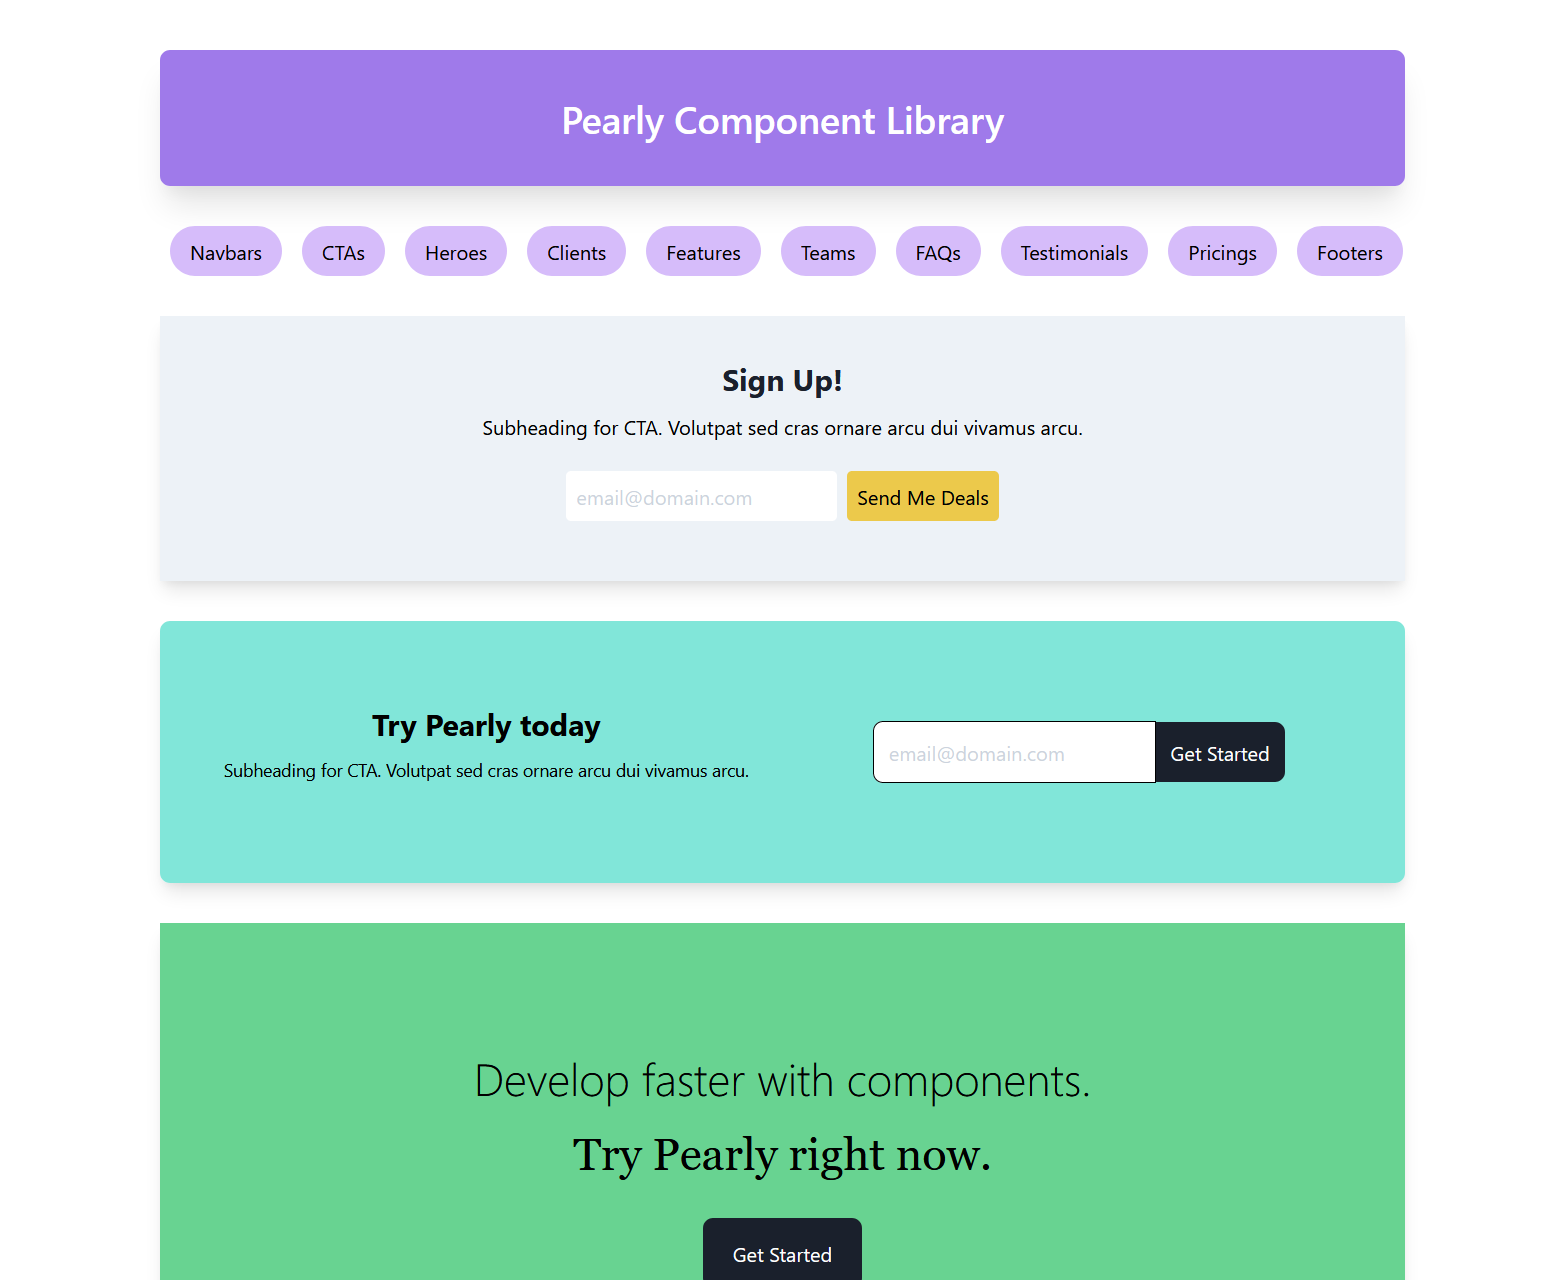 Pearly Component Library
Navbars CTAs Heroes Clients Features Teams FAQs Testimonials Pricings Footers
Sign Up!
Subheading for CTA. Volutpat sed cras ornare arcu dui vivamus arcu.
email@domain.com Send Me Deals
Try Pearly today
Subheading for CTA. Volutpat sed cras ornare arcu dui vivamus arcu.
email@domain.com Get Started
Develop faster with components.
Try Pearly right now.
Get Started